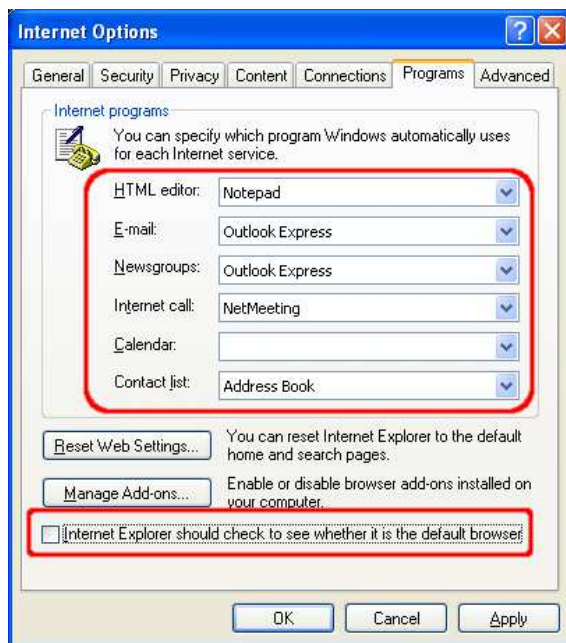 Internet Options
General Security Privacy Content Connections Programs Advanced
Internet programs
You can specify which program Windows automatically uses
for each Internet service.
HTML editor: Notepad
E-mail: Outlook Express
Newsgroups: Outlook Express
Internet call: NetMeeting
Calendar:
Contact list: Address Book
Reset Web Settings...
You can reset Internet Explorer to the default
home and search pages.
Manage Add-ons...
Enable or disable browser add-ons installed on
your computer.
Internet Explorer should check to see whether it is the default browser
OK Cancel Apply